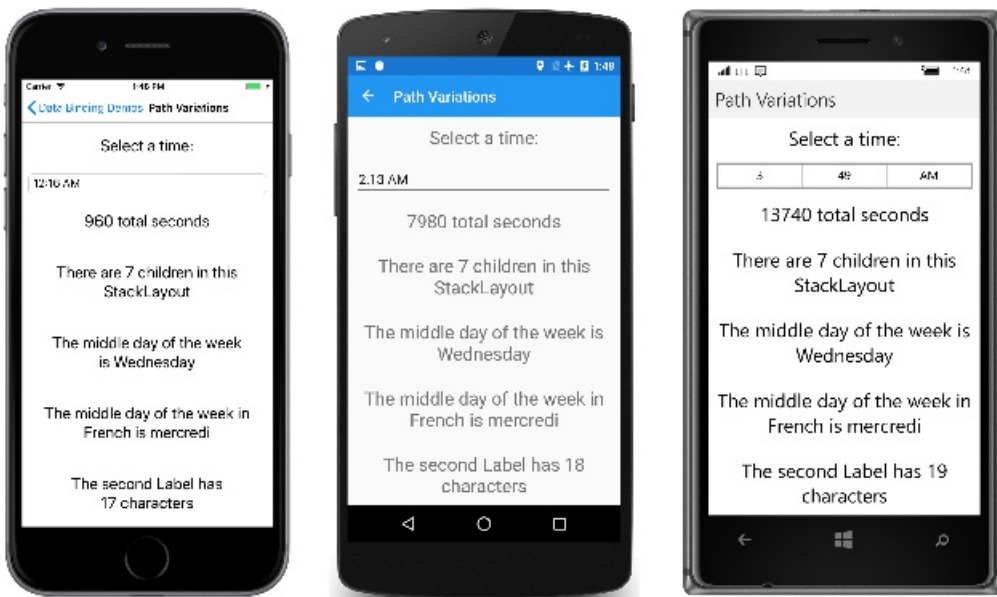 Carrier 1:48 PM
Data Binding Demos Path Variations
Select a time:
12:16 AM
960 total seconds
There are 7 children in this
StackLayout
The middle day of the week
is Wednesday
The middle day of the week in
French is mercredi
The second Label has
17 characters
1:49
Path Variations
Select a time:
2:13 AM
7980 total seconds
There are 7 children in this
StackLayout
The middle day of the week is
Wednesday
The middle day of the week in
French is mercredi
The second Label has 18
characters
LTE
Path Variations
Select a time:
3 49 AM
13740 total seconds
There are 7 children in this
StackLayout
The middle day of the week is
Wednesday
The middle day of the week in
French is mercredi
The second Label has 19
characters